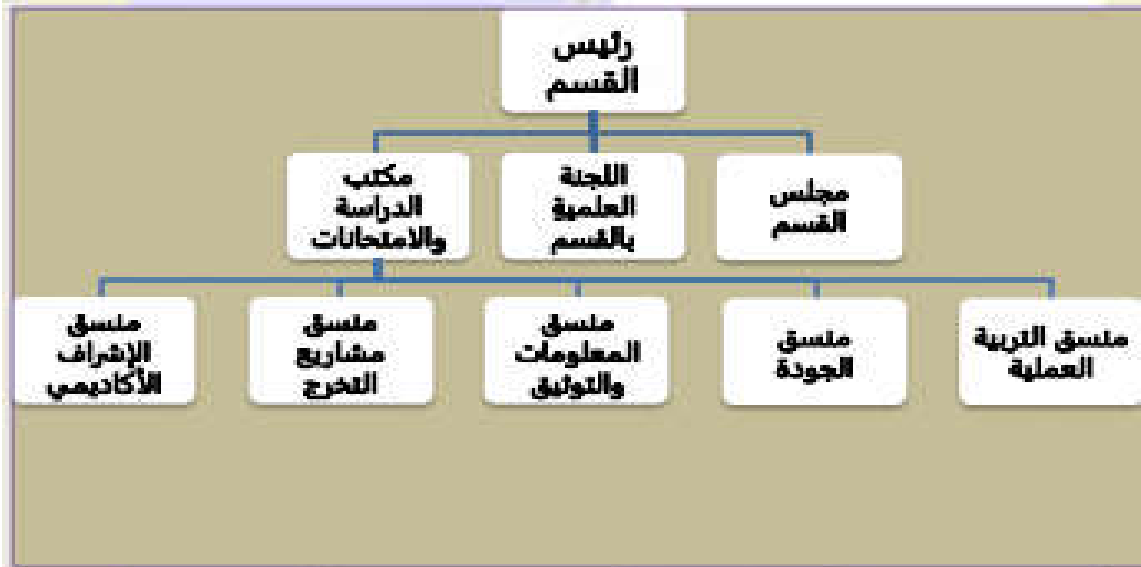 رئيس
القسم
مجلس
القسم
اللجنة
العلمية
بالقسم
مكتب
الدراسة
والامتحانات
منسق التربية
العملية
منسق
الجودة
منسق
المعلومات
والتوثيق
منسق
مشاريع
التخرج
منسق
الإشراف
الأكاديمي